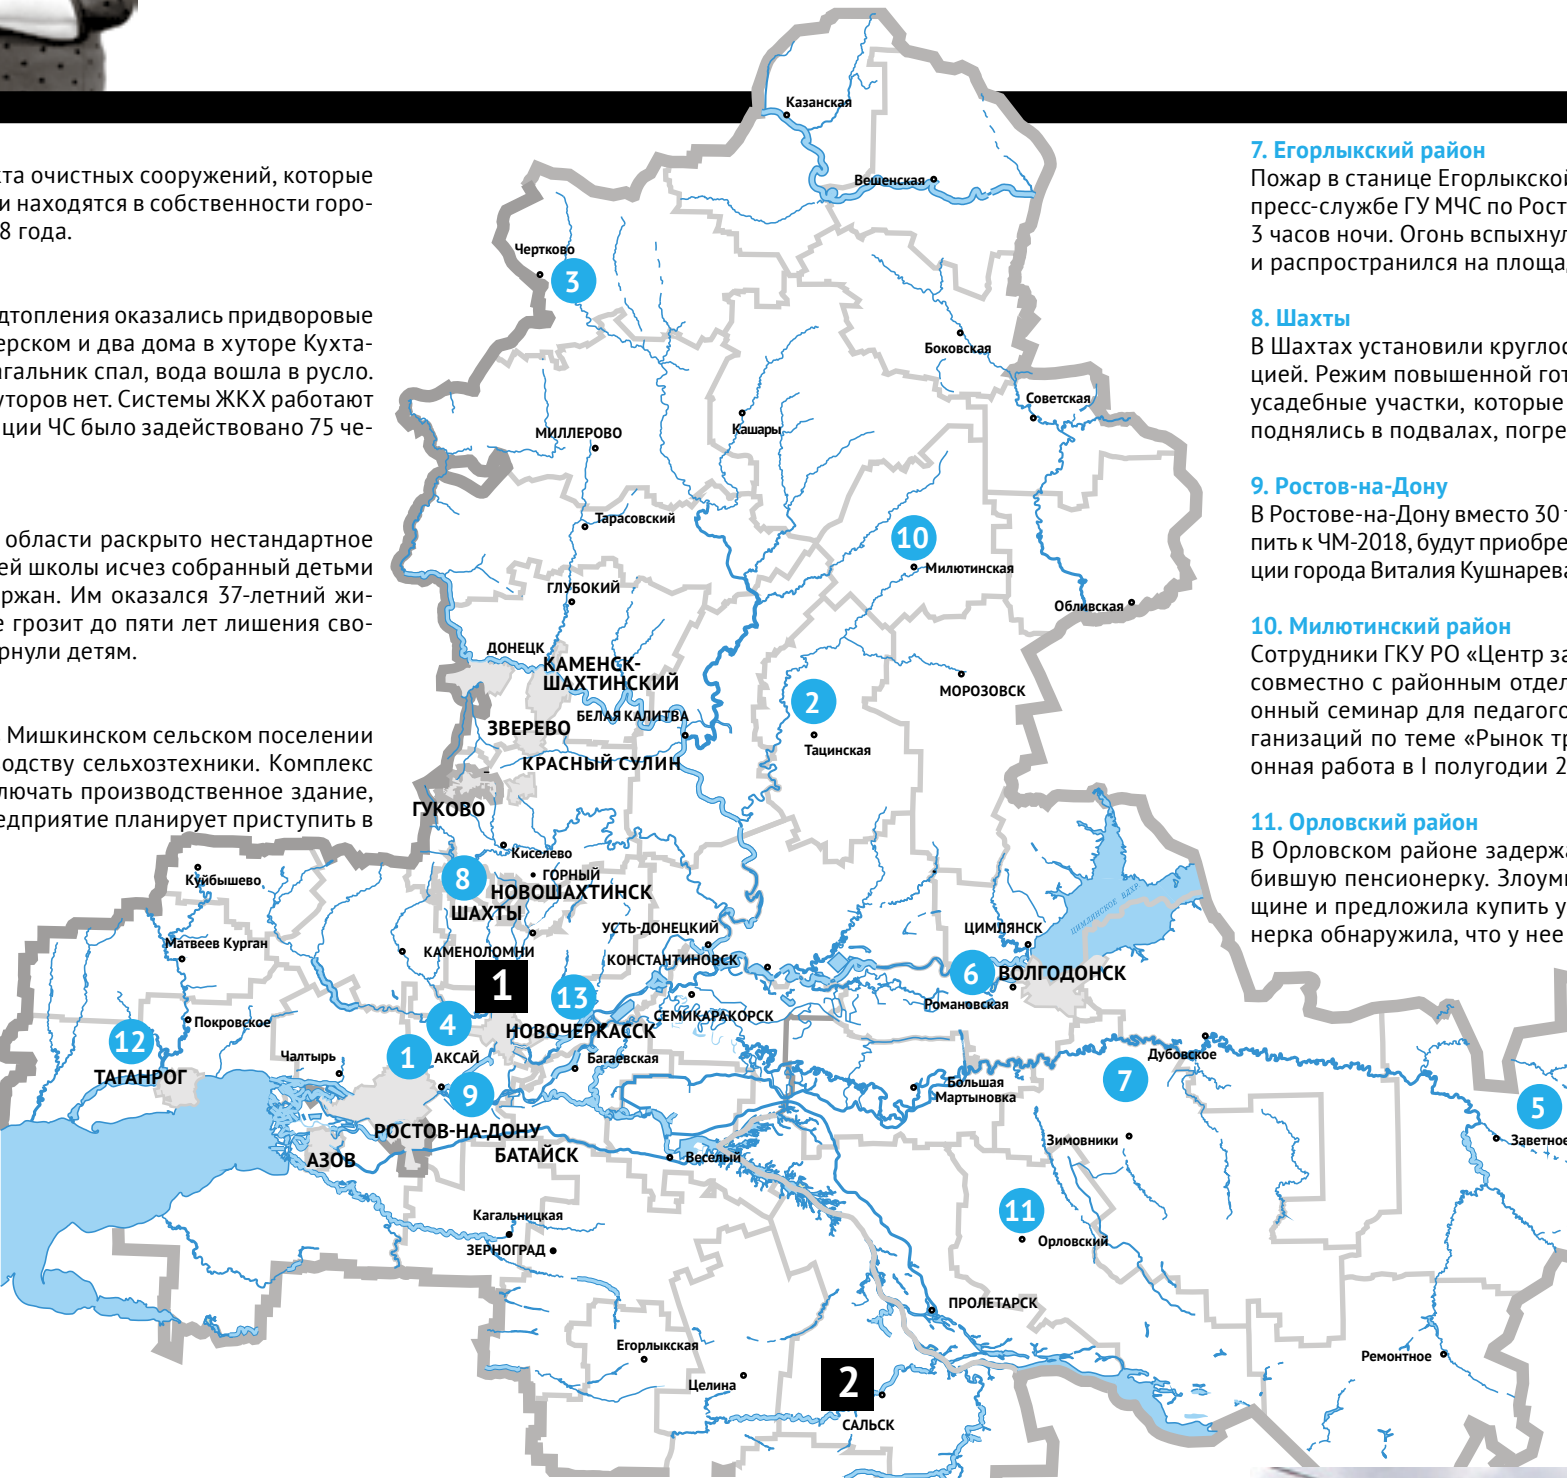 кта очистных сооружений, которые
и находятся в собственности горо-
8 года.
дтопления оказались придворовые
ерском и два дома в хуторе Кухта-
агальник спал, вода вошла в русло.
уторов нет. Системы ЖКХ работают
ции ЧС было задействовано 75 че-
области раскрыто нестандартное
ей школы исчез собранный детьми
ржан. Им оказался 37-летний жи-
е грозит до пяти лет лишения сво-
рнули детям.
Мишкинском сельском поселении
водству сельхозтехники. Комплекс
лючать производственное здание,
едприятие планирует приступить в
7. Егорлыкский район
Пожар в станице Егорлыкской
пресс-службе ГУ МЧС по Рост
3 часов ночи. Огонь вспыхнул
и распространился на площа
8. Шахты
В Шахтах установили круглос
цией. Режим повышенной гот
усадебные участки, которые
поднялись в подвалах, погре
9. Ростов-на-Дону
В Ростове-на-Дону вместо 30 т
пить к ЧМ-2018, будут приобре
ции города Виталия Кушнарева
10. Милютинский район
Сотрудники ГКУ РО «Центр за
совместно с районным отдел
онный семинар для педагого
ганизаций по теме «Рынок тр
онная работа в I полугодии 2
11. Орловский район
В Орловском районе задержа
бившую пенсионерку. Злоумы
щине и предложила купить у
нерка обнаружила, что у нее
Казанская
Вешенская
Чертково
3
Боковская
Советская
Кашары
МИЛЛЕРОВО
Тарасовский
10
Милютинская
ГЛУБОКИЙ
Обливская
ДОНЕЦК
КАМЕНСК-
ШАХТИНСКИЙ
МОРОЗОВСК
2
БЕЛАЯ КАЛИТВА
ЗВЕРЕВО
Тацинская
КРАСНЫЙ СУЛИН
ГУКОВО
Киселево
Куйбышево
8
ГОРНЫЙ
НОВОШАХТИНСК
ШАХТЫ
ЦИМЛЯНСКОЕ ВДХР.
УСТЬ-ДОНЕЦКИЙ
ЦИМЛЯНСК
Матвеев Курган
КАМЕНОЛОМНИ
КОНСТАНТИНОВСК
6
ВОЛГОДОНСК
1
13
Романовская
СЕМИКАРАКОРСК
Покровское
4
НОВОЧЕРКАССК
12
Чалтырь
1
АКСАЙ
Багаевская
Дубовское
ТАГАНРОГ
7
Большая
Мартыновка
9
5
РОСТОВ-НА-ДОНУ
Зимовники
Заветное
АЗОВ
БАТАЙСК
Веселый
11
Кагальницкая
Орловский
ЗЕРНОГРАД
ПРОЛЕТАРСК
Егорлыкская
Ремонтное
Целина
2
САЛЬСК